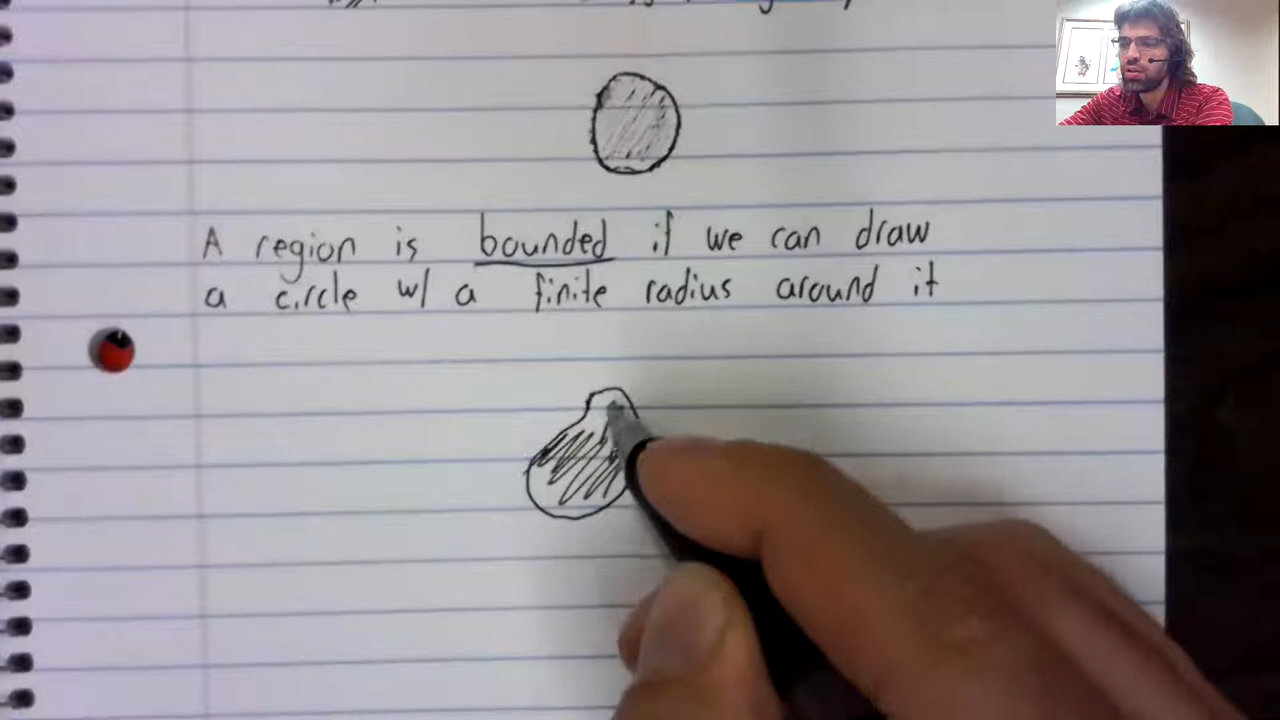 A region is bounded if we can draw
a circle w/ a finite radius around it